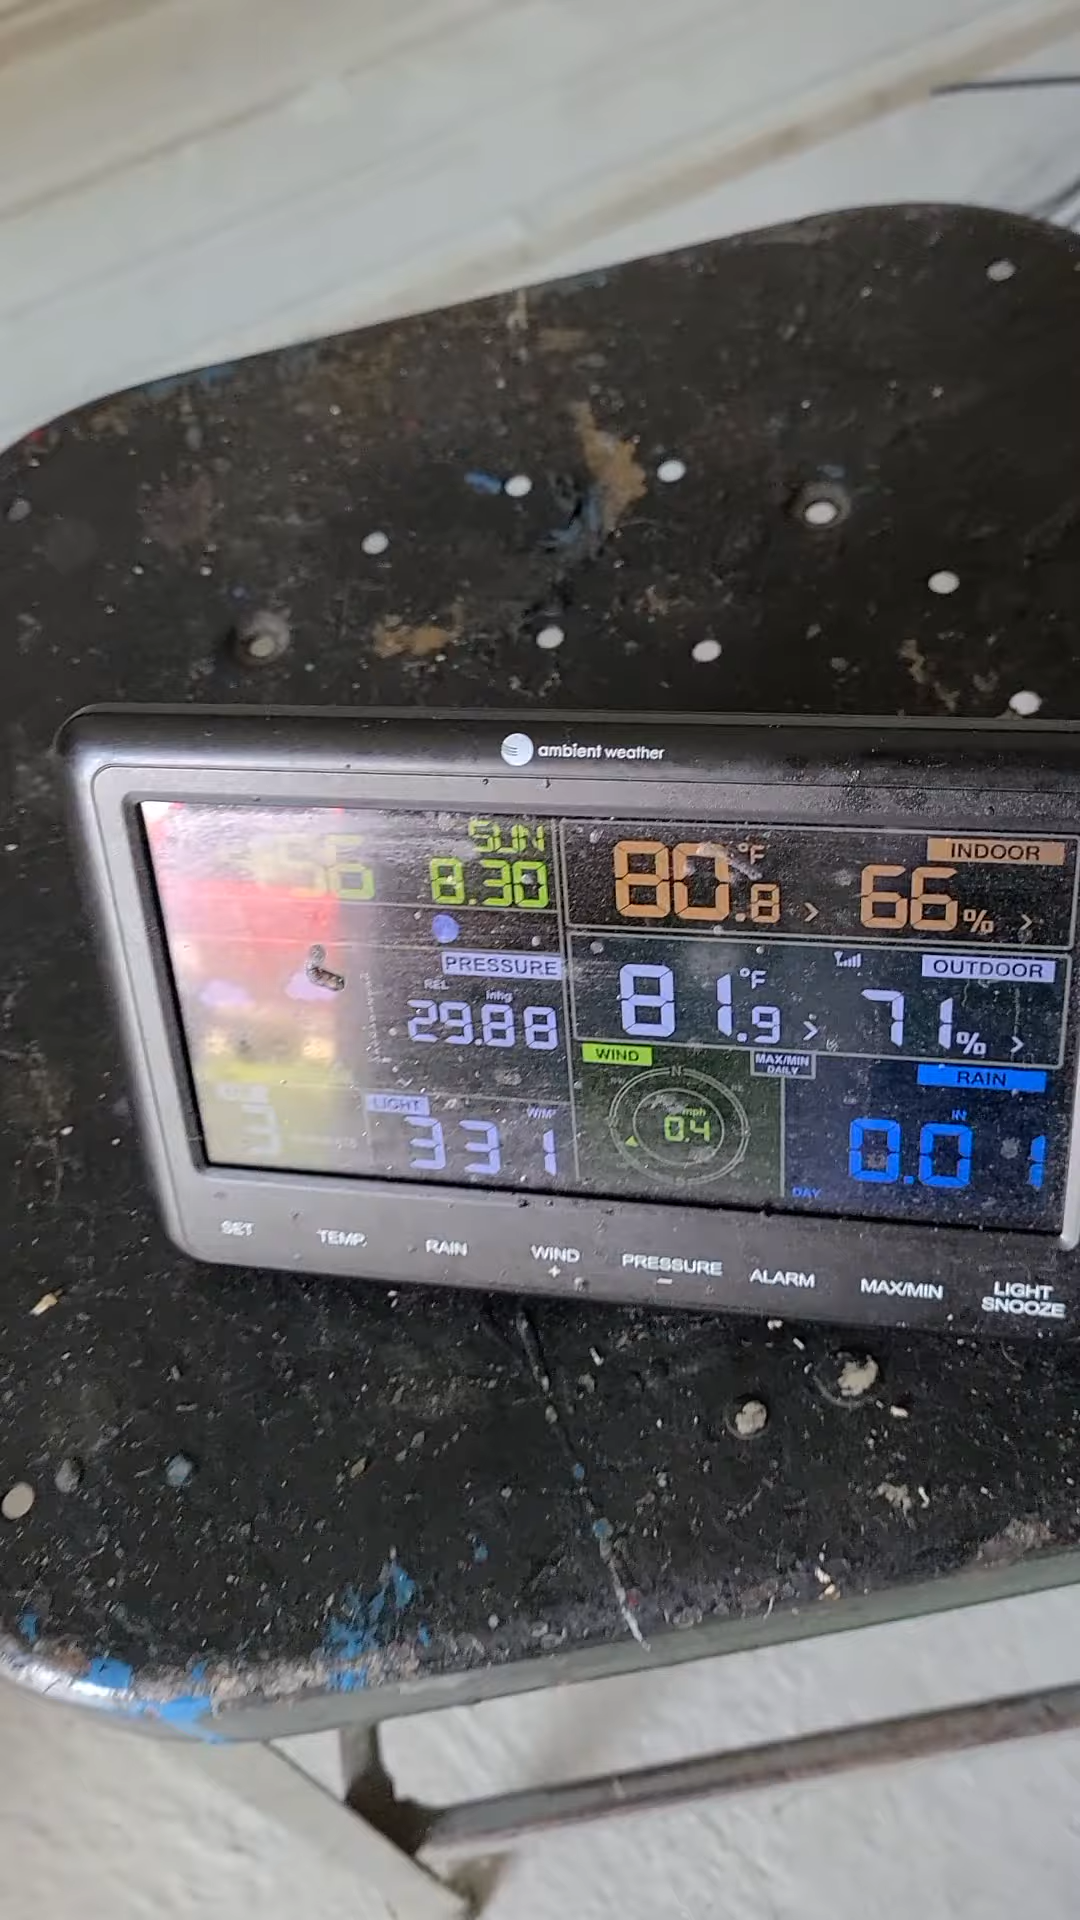 ambient weather
SUN
8.30
80.8 °F 66%
INDOOR
PRESSURE
REL inhg
29.88
81.9 °F 71%
OUTDOOR
LIGHT
W/M²
331
WIND
N
mph
0.4
MAX/MIN
DAILY
RAIN
IN
0.01
DAY
SET TEMP. RAIN WIND + PRESSURE − ALARM MAX/MIN LIGHT SNOOZE